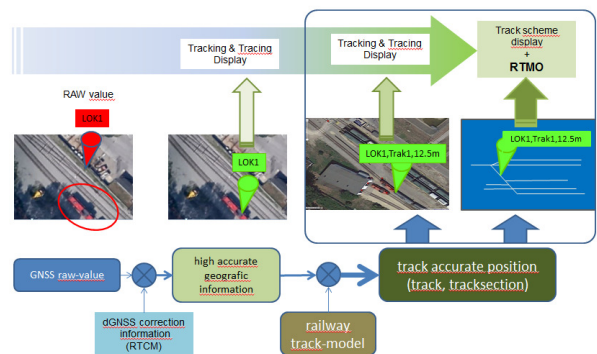 Tracking & Tracing
Display
Tracking & Tracing
Display
Track scheme
display
+
RTMO
RAW value
LOK1
LOK1
LOK1,Trak1,12.5m
LOK1,Trak1,12.5m
GNSS raw-value
high accurate
geografic
information
track accurate position
(track, tracksection)
dGNSS correction
information
(RTCM)
railway
track-model